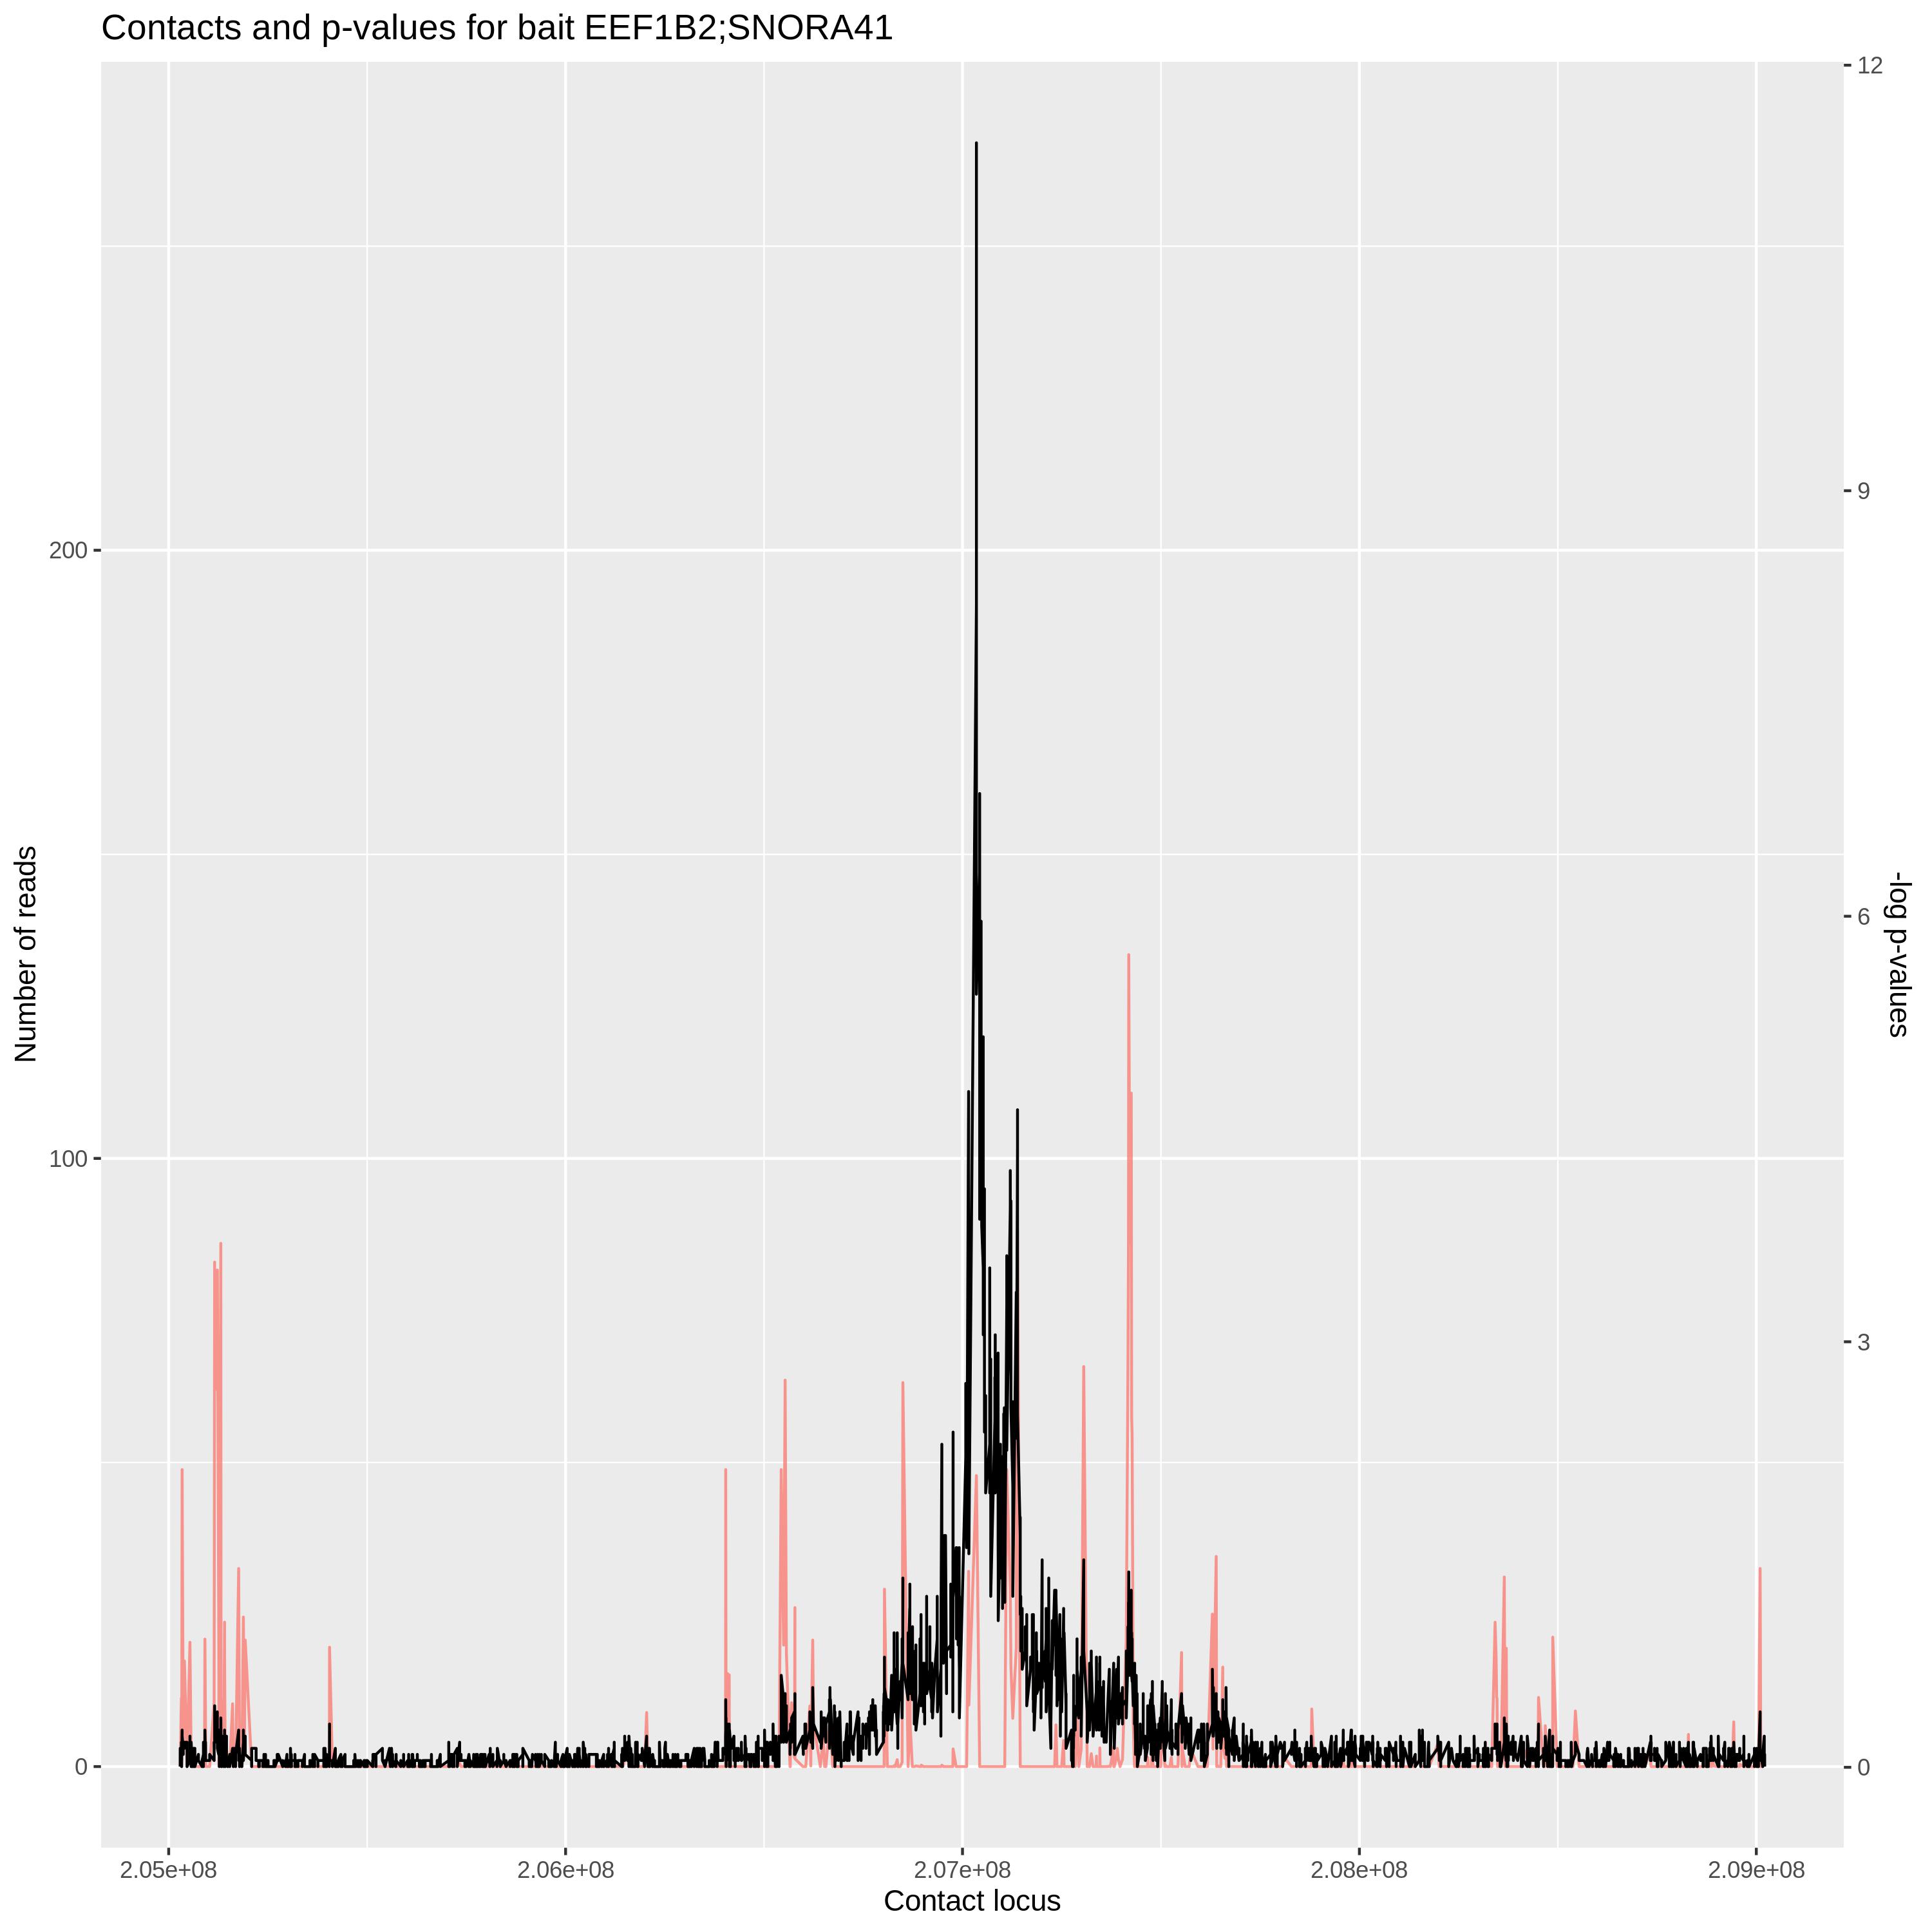 Contacts and p-values for bait EEF1B2;SNORA41
12
9
200
6
Number of reads
-log p-values
3
100
0
0
2.05e+08 2.06e+08 2.07e+08 2.08e+08 2.09e+08
Contact locus